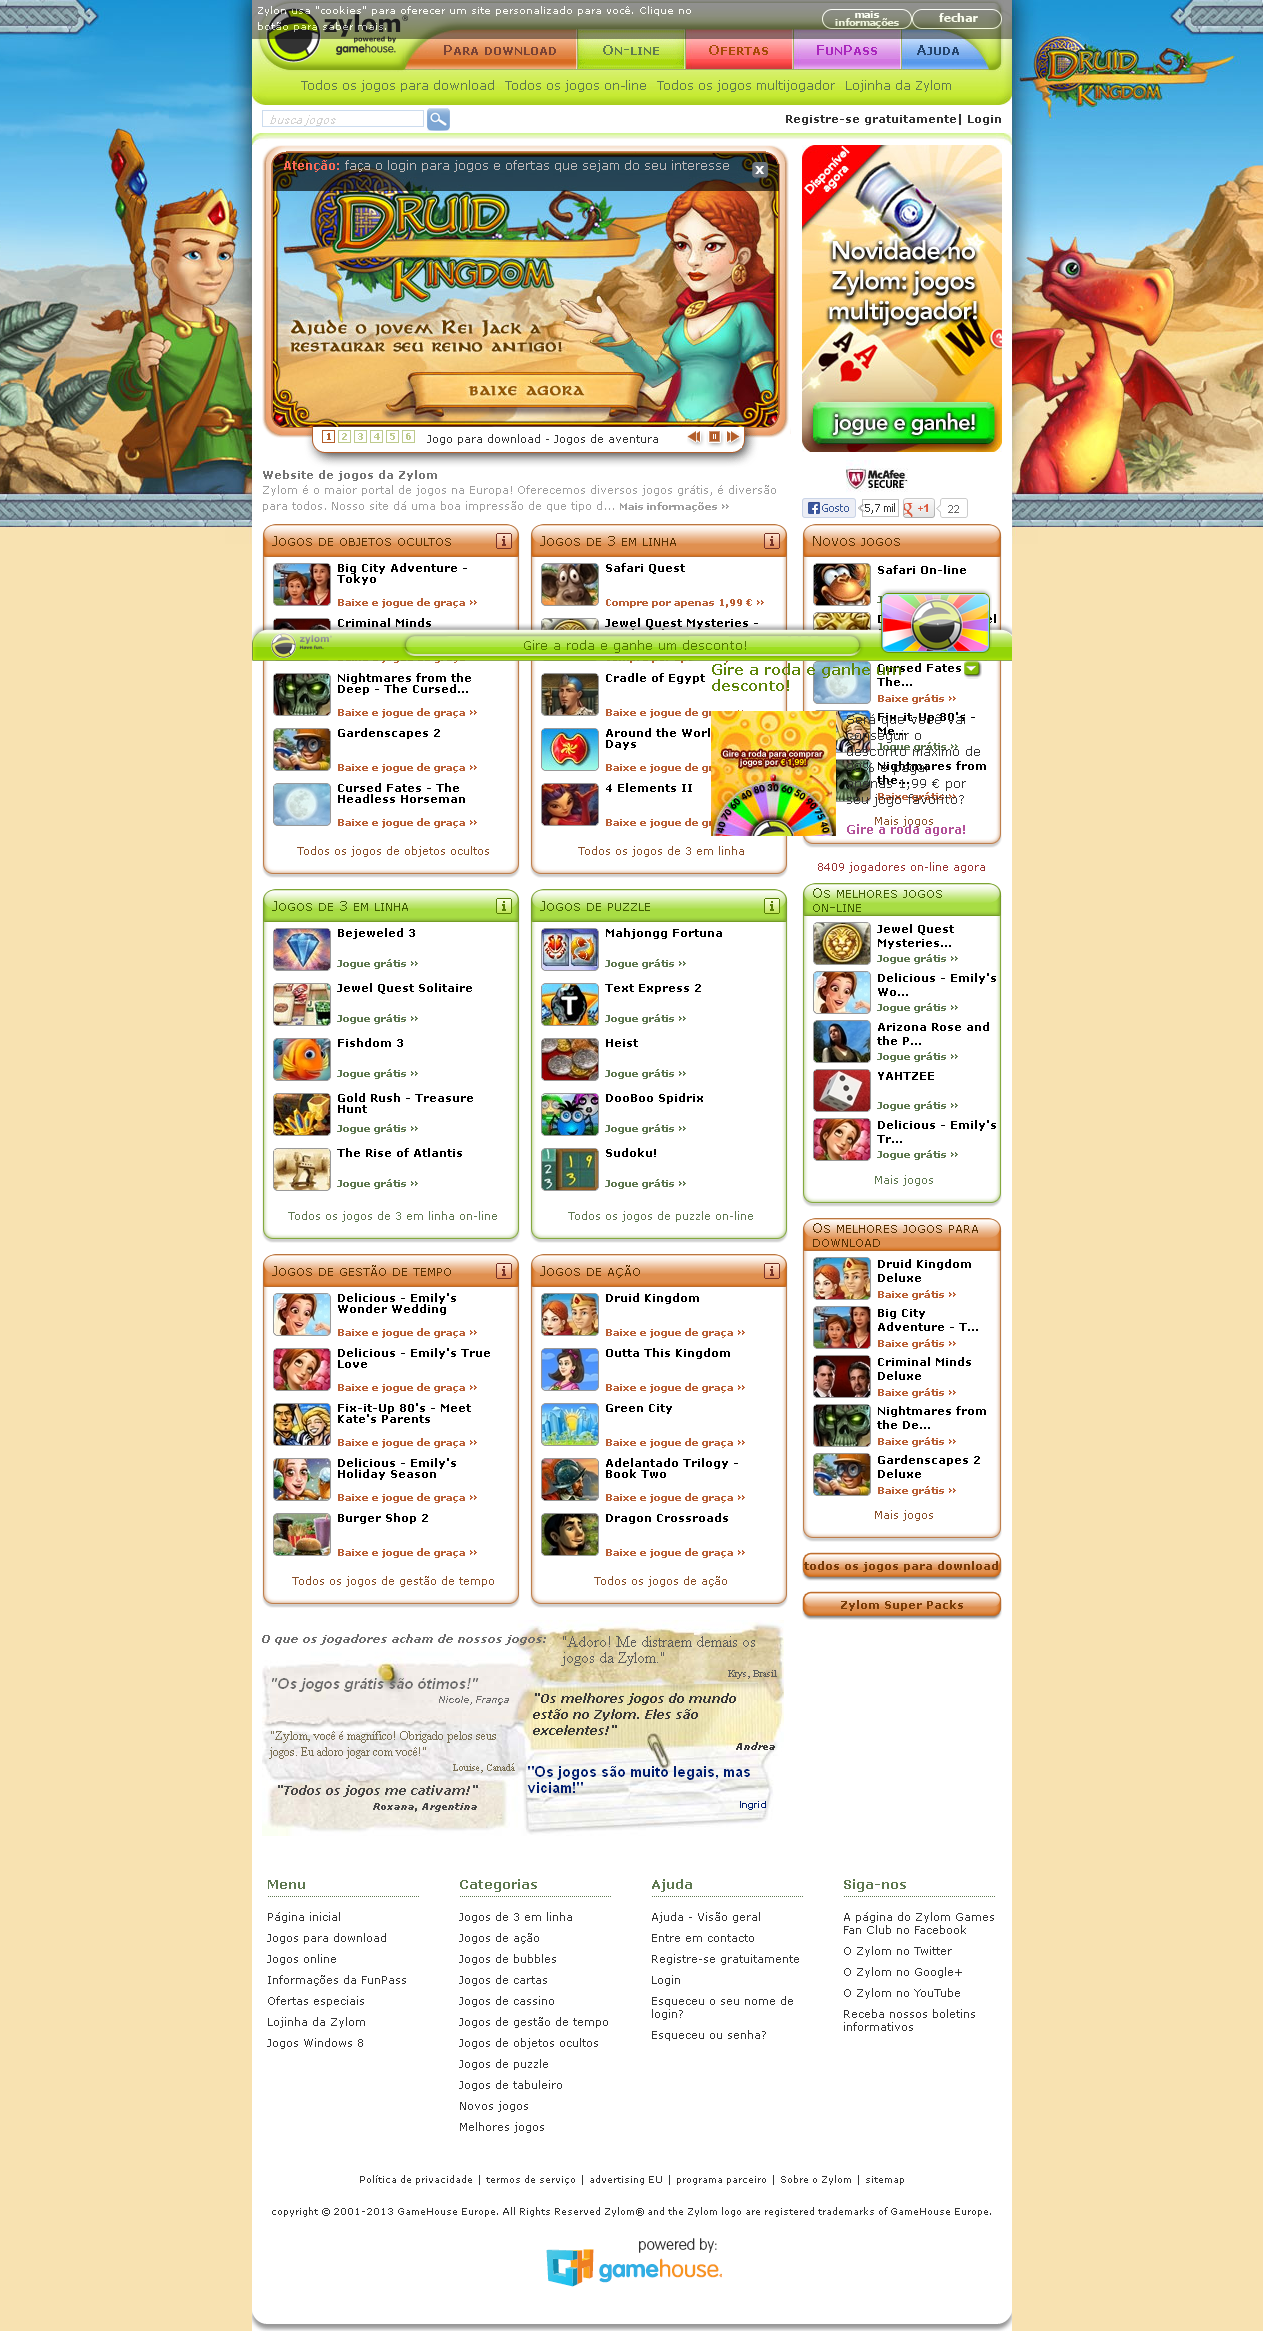 Zylon usa "cookies" para oferecer um site personalizado para você. Clique no
botão para saber mais.
mais
informações
fechar
zylom
powered by
gamehouse.
Para download
On-line
Ofertas
FunPass
Ajuda
Todos os jogos para download
Todos os jogos on-line
Todos os jogos multijogador
Lojinha da Zylom
busca jogos
Registre-se gratuitamente| Login
Druid
Kingdom
Atenção: faça o login para jogos e ofertas que sejam do seu interesse
Druid
Kingdom
Ajude o jovem Rei Jack a
restaurar seu reino antigo!
baixe agora
1 2 3 4 5 6
Jogo para download - Jogos de aventura
Disponível
agora
Novidade no
Zylom: jogos
multijogador!
A A W
jogue e ganhe!
Website de jogos da Zylom
Zylom é o maior portal de jogos na Europa! Oferecemos diversos jogos grátis, é diversão
para todos. Nosso site dá uma boa impressão de que tipo d... Mais informações ››
McAfee
SECURE
Gosto
5,7 mil
+1
22
Jogos de objetos ocultos
Big City Adventure -
Tokyo
Baixe e jogue de graça ››
Criminal Minds
Nightmares from the
Deep - The Cursed...
Baixe e jogue de graça ››
Gardenscapes 2
Baixe e jogue de graça ››
Cursed Fates - The
Headless Horseman
Baixe e jogue de graça ››
Todos os jogos de objetos ocultos
Jogos de 3 em linha
Safari Quest
Compre por apenas 1,99 € ››
Jewel Quest Mysteries -
Cradle of Egypt
Baixe e jogue de gr
Around the Worl
Days
Baixe e jogue de gr
4 Elements II
Baixe e jogue de gr
Todos os jogos de 3 em linha
Novos jogos
Safari On-line
zylom
Have fun.
Gire a roda e ganhe um desconto!
Gire a roda e ganhe um
desconto!
Cursed Fates
The...
Baixe grátis ››
Fix-it-Up 80's -
Me...
Jogue grátis ››
Nightmares from
the...
Baixe grátis ››
Mais jogos
Gire a roda para comprar
jogos por € 1,99!
40 70 60 50 40 80 30 60 90 50 20 75 40
Será que você vai
conseguir o
desconto máximo de
apenas 1,99 € por
seu jogo favorito?
Gire a roda agora!
8409 jogadores on-line agora
Jogos de 3 em linha
Bejeweled 3
Jogue grátis ››
Jewel Quest Solitaire
Jogue grátis ››
Fishdom 3
Jogue grátis ››
Gold Rush - Treasure
Hunt
Jogue grátis ››
The Rise of Atlantis
Jogue grátis ››
Todos os jogos de 3 em linha on-line
Jogos de puzzle
Mahjongg Fortuna
Jogue grátis ››
Text Express 2
Jogue grátis ››
Heist
Jogue grátis ››
DooBoo Spidrix
Jogue grátis ››
Sudoku!
Jogue grátis ››
Todos os jogos de puzzle on-line
Os melhores jogos
on-line
Jewel Quest
Mysteries...
Jogue grátis ››
Delicious - Emily's
Wo...
Jogue grátis ››
Arizona Rose and
the P...
Jogue grátis ››
YAHTZEE
Jogue grátis ››
Delicious - Emily's
Tr...
Jogue grátis ››
Mais jogos
Jogos de gestão de tempo
Delicious - Emily's
Wonder Wedding
Baixe e jogue de graça ››
Delicious - Emily's True
Love
Baixe e jogue de graça ››
Fix-it-Up 80's - Meet
Kate's Parents
Baixe e jogue de graça ››
Delicious - Emily's
Holiday Season
Baixe e jogue de graça ››
Burger Shop 2
Baixe e jogue de graça ››
Todos os jogos de gestão de tempo
Jogos de ação
Druid Kingdom
Baixe e jogue de graça ››
Outta This Kingdom
Baixe e jogue de graça ››
Green City
Baixe e jogue de graça ››
Adelantado Trilogy -
Book Two
Baixe e jogue de graça ››
Dragon Crossroads
Baixe e jogue de graça ››
Todos os jogos de ação
Os melhores jogos para
download
Druid Kingdom
Deluxe
Baixe grátis ››
Big City
Adventure - T...
Baixe grátis ››
Criminal Minds
Deluxe
Baixe grátis ››
Nightmares from
the De...
Baixe grátis ››
Gardenscapes 2
Deluxe
Baixe grátis ››
Mais jogos
todos os jogos para download
Zylom Super Packs
O que os jogadores acham de nossos jogos:
"Os jogos grátis são ótimos!"
Nicole, França
"Zylom, você é magnífico! Obrigado pelos seus
jogos. Eu adoro jogar com você!"
Louise, Canadá
"Todos os jogos me cativam!"
Roxana, Argentina
"Adoro! Me distraem demais os
jogos da Zylom."
Krys, Brasil
"Os melhores jogos do mundo
estão no Zylom. Eles são
excelentes!"
Andrea
"Os jogos são muito legais, mas
viciam!"
Ingrid
Menu
Página inicial
Jogos para download
Jogos online
Informações da FunPass
Ofertas especiais
Lojinha da Zylom
Jogos Windows 8
Categorias
Jogos de 3 em linha
Jogos de ação
Jogos de bubbles
Jogos de cartas
Jogos de cassino
Jogos de gestão de tempo
Jogos de objetos ocultos
Jogos de puzzle
Jogos de tabuleiro
Novos jogos
Melhores jogos
Ajuda
Ajuda - Visão geral
Entre em contacto
Registre-se gratuitamente
Login
Esqueceu o seu nome de
login?
Esqueceu ou senha?
Siga-nos
A página do Zylom Games
Fan Club no Facebook
O Zylom no Twitter
O Zylom no Google+
O Zylom no YouTube
Receba nossos boletins
informativos
Política de privacidade | termos de serviço | advertising EU | programa parceiro | Sobre o Zylom | sitemap
copyright © 2001-2013 GameHouse Europe. All Rights Reserved Zylom® and the Zylom logo are registered trademarks of GameHouse Europe.
powered by:
gamehouse.